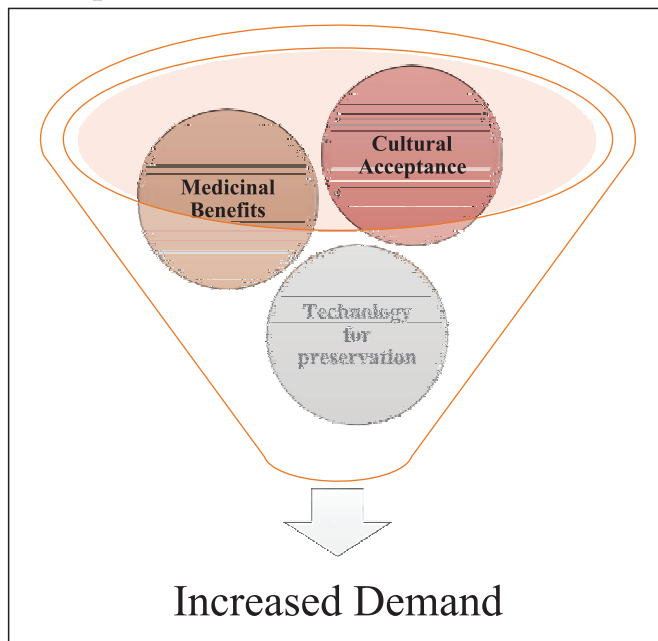 Cultural
Acceptance
Medicinal
Benefits
Technology
for
preservation
Increased Demand